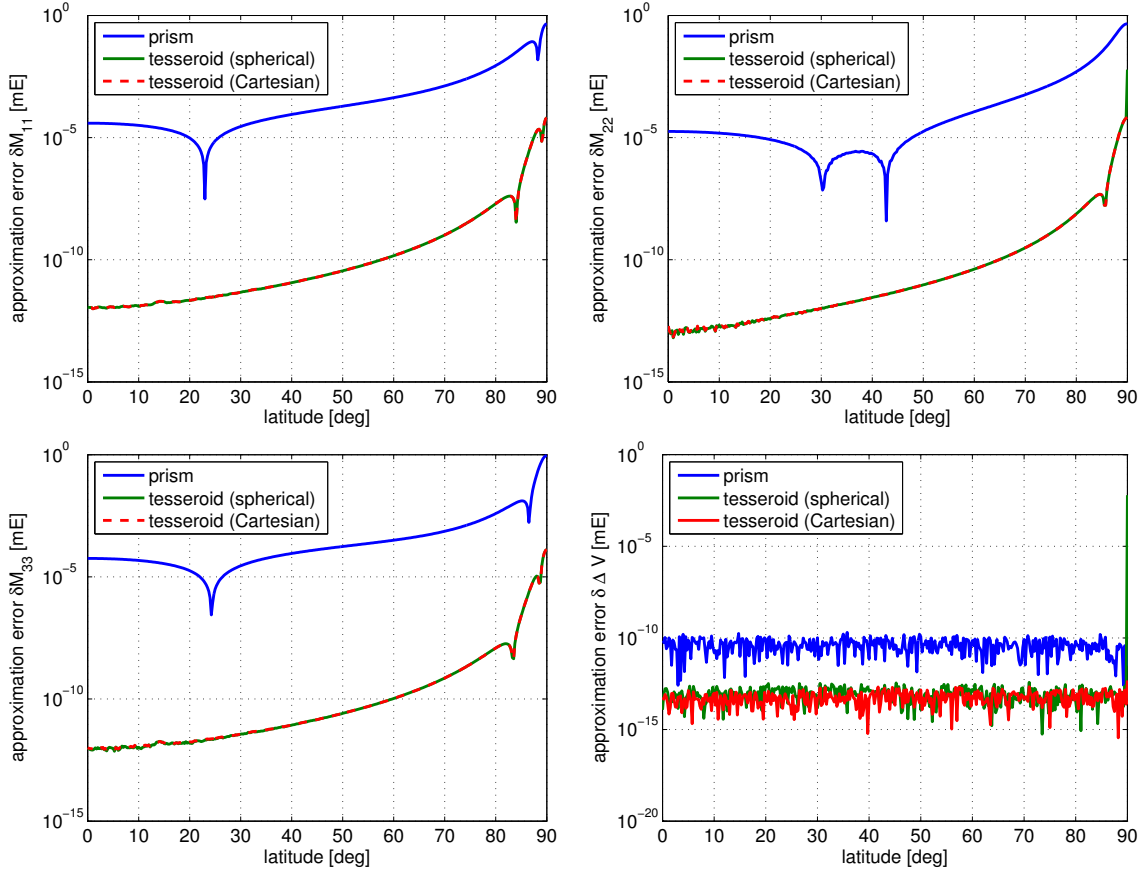 approximation error δM11 [mE]
10^0
10^-5
10^-10
10^-15
prism
tesseroid (spherical)
tesseroid (Cartesian)
0 10 20 30 40 50 60 70 80 90
latitude [deg]
approximation error δM22 [mE]
10^0
10^-5
10^-10
10^-15
prism
tesseroid (spherical)
tesseroid (Cartesian)
0 10 20 30 40 50 60 70 80 90
latitude [deg]
approximation error δM33 [mE]
10^0
10^-5
10^-10
10^-15
prism
tesseroid (spherical)
tesseroid (Cartesian)
0 10 20 30 40 50 60 70 80 90
latitude [deg]
approximation error δ Δ V [mE]
10^0
10^-5
10^-10
10^-15
10^-20
prism
tesseroid (spherical)
tesseroid (Cartesian)
0 10 20 30 40 50 60 70 80 90
latitude [deg]